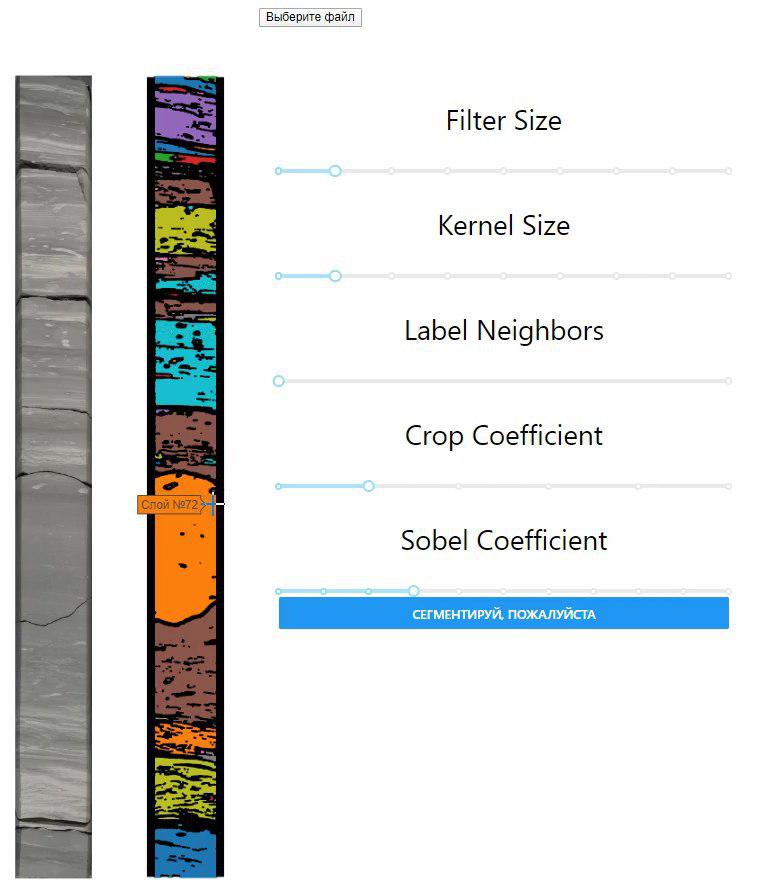 Выберите файл
Filter Size
Kernel Size
Label Neighbors
Crop Coefficient
Слой №72
Sobel Coefficient
СЕГМЕНТИРУЙ, ПОЖАЛУЙСТА